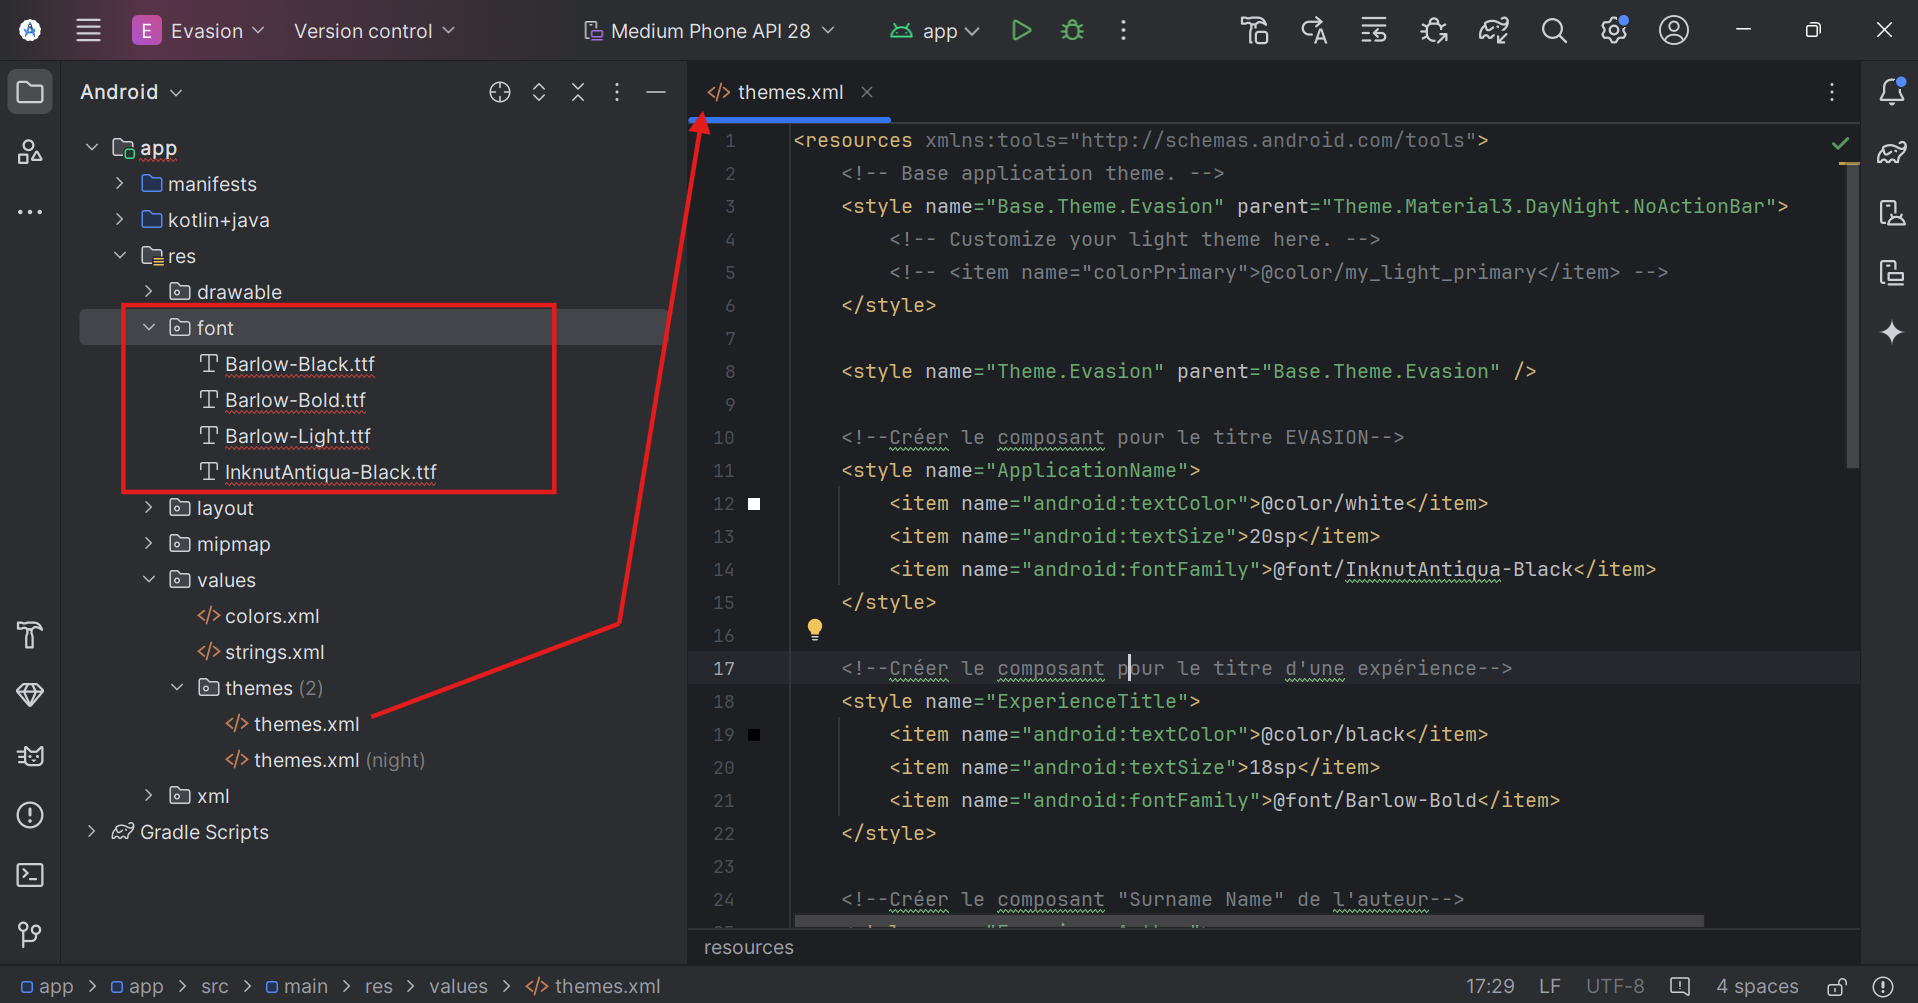 E Evasion Version control Medium Phone API 28 app
Android
app
manifests
kotlin+java
res
drawable
font
Barlow-Black.ttf
Barlow-Bold.ttf
Barlow-Light.ttf
InknutAntiqua-Black.ttf
layout
mipmap
values
colors.xml
strings.xml
themes (2)
themes.xml
themes.xml (night)
xml
Gradle Scripts
themes.xml
1 <resources xmlns:tools="http://schemas.android.com/tools">
2 <!-- Base application theme. -->
3 <style name="Base.Theme.Evasion" parent="Theme.Material3.DayNight.NoActionBar">
4 <!-- Customize your light theme here. -->
5 <!-- <item name="colorPrimary">@color/my_light_primary</item> -->
6 </style>
7
8 <style name="Theme.Evasion" parent="Base.Theme.Evasion" />
9
10 <!--Créer le composant pour le titre EVASION-->
11 <style name="ApplicationName">
12 <item name="android:textColor">@color/white</item>
13 <item name="android:textSize">20sp</item>
14 <item name="android:fontFamily">@font/InknutAntiqua-Black</item>
15 </style>
16
17 <!--Créer le composant pour le titre d'une expérience-->
18 <style name="ExperienceTitle">
19 <item name="android:textColor">@color/black</item>
20 <item name="android:textSize">18sp</item>
21 <item name="android:fontFamily">@font/Barlow-Bold</item>
22 </style>
23
24 <!--Créer le composant "Surname Name" de l'auteur-->
resources
app > app > src > main > res > values > themes.xml 17:29 LF UTF-8 4 spaces